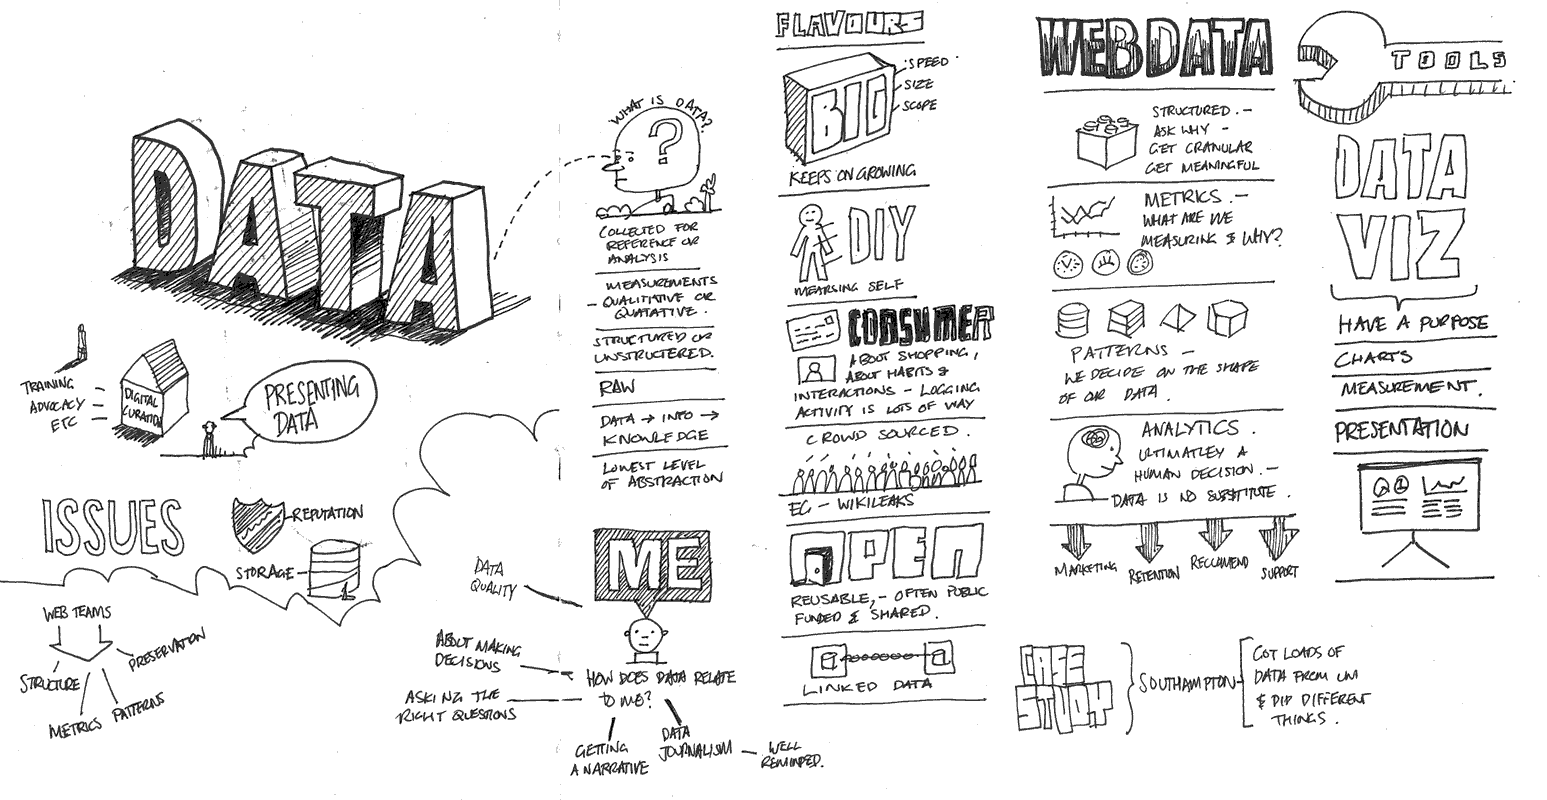 DATA
TRAINING
ADVOCACY
ETC
DIGITAL
CURATION
PRESENTING
DATA
ISSUES
REPUTATION
STORAGE
WEB TEAMS
STRUCTURE
METRICS
PATTERNS
PRESERVATION
WHAT IS DATA?
?
COLLECTED FOR
REFERENCE OR
ANALYSIS
MEASUREMENTS
- QUALITITIVE OR
QUATATIVE.
STRUCTURED OR
UNSTRUCTERED.
RAW
DATA → INFO →
KNOWLEDGE
LOWEST LEVEL
OF ABSTRACTION
ME
DATA
QUALITY
ABOUT MAKING
DECISIONS
ASKING THE
RIGHT QUESTIONS
HOW DOES DATA RELATE
TO ME?
GETTING
A NARRATIVE
DATA
JOURNALISM
WELL
REMINDED.
FLAVOURS
BIG
SPEED
SIZE
SCOPE
KEEPS ON GROWING
DIY
MEARSING SELF
CONSUMER
ABOUT SHOPPING,
ABOUT HABITS &
INTERACTIONS - LOGGING
ACTIVITY IS LOTS OF WAY
CROWD SOURCED.
EG - WIKILEAKS
OPEN
REUSABLE, - OFTEN PUBLIC
FUNDED & SHARED.
LINKED DATA
WEB DATA
STRUCTURED. -
ASK WHY -
GET GRANULAR
GET MEANINGFUL
METRICS. -
WHAT ARE WE
MEASURING & WHY?
PATTERNS -
WE DECIDE ON THE SHAPE
OF OUR DATA.
ANALYTICS.
ULTIMATLEY A
HUMAN DECISION. -
DATA IS NO SUBSTITUTE.
MARKETING
RETENTION
RECCOMEND
SUPPORT
CASE
STUDY
SOUTHAMPTON
GOT LOADS OF
DATA FROM UNI
& DID DIFFERENT
THINGS.
TOOLS
DATA
VIZ
HAVE A PURPOSE
CHARTS
MEASUREMENT.
PRESENTATION